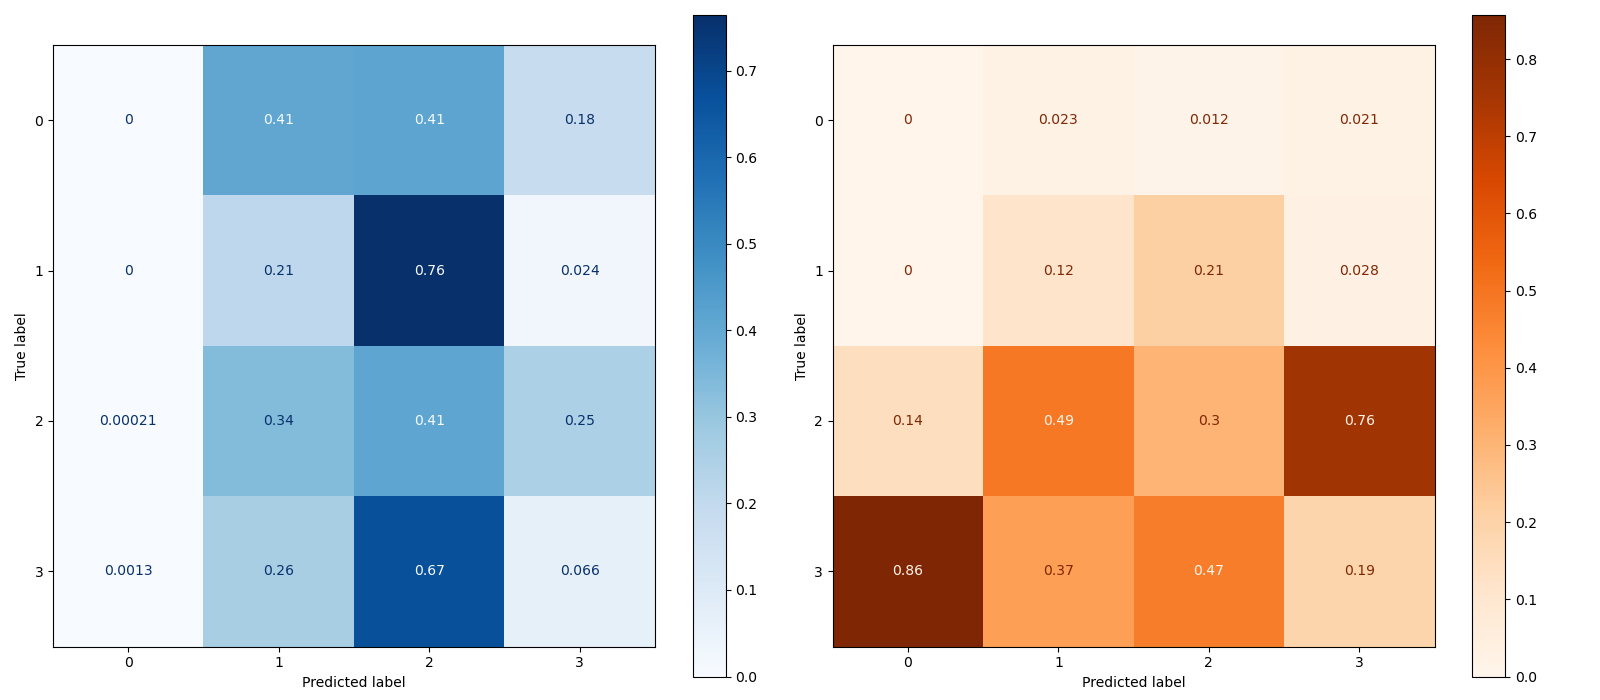 0 0 0.41 0.41 0.18
1 0 0.21 0.76 0.024
2 0.00021 0.34 0.41 0.25
3 0.0013 0.26 0.67 0.066
0 1 2 3
True label
Predicted label
0.7
0.6
0.5
0.4
0.3
0.2
0.1
0.0
0 0 0.023 0.012 0.021
1 0 0.12 0.21 0.028
2 0.14 0.49 0.3 0.76
3 0.86 0.37 0.47 0.19
0 1 2 3
True label
Predicted label
0.8
0.7
0.6
0.5
0.4
0.3
0.2
0.1
0.0